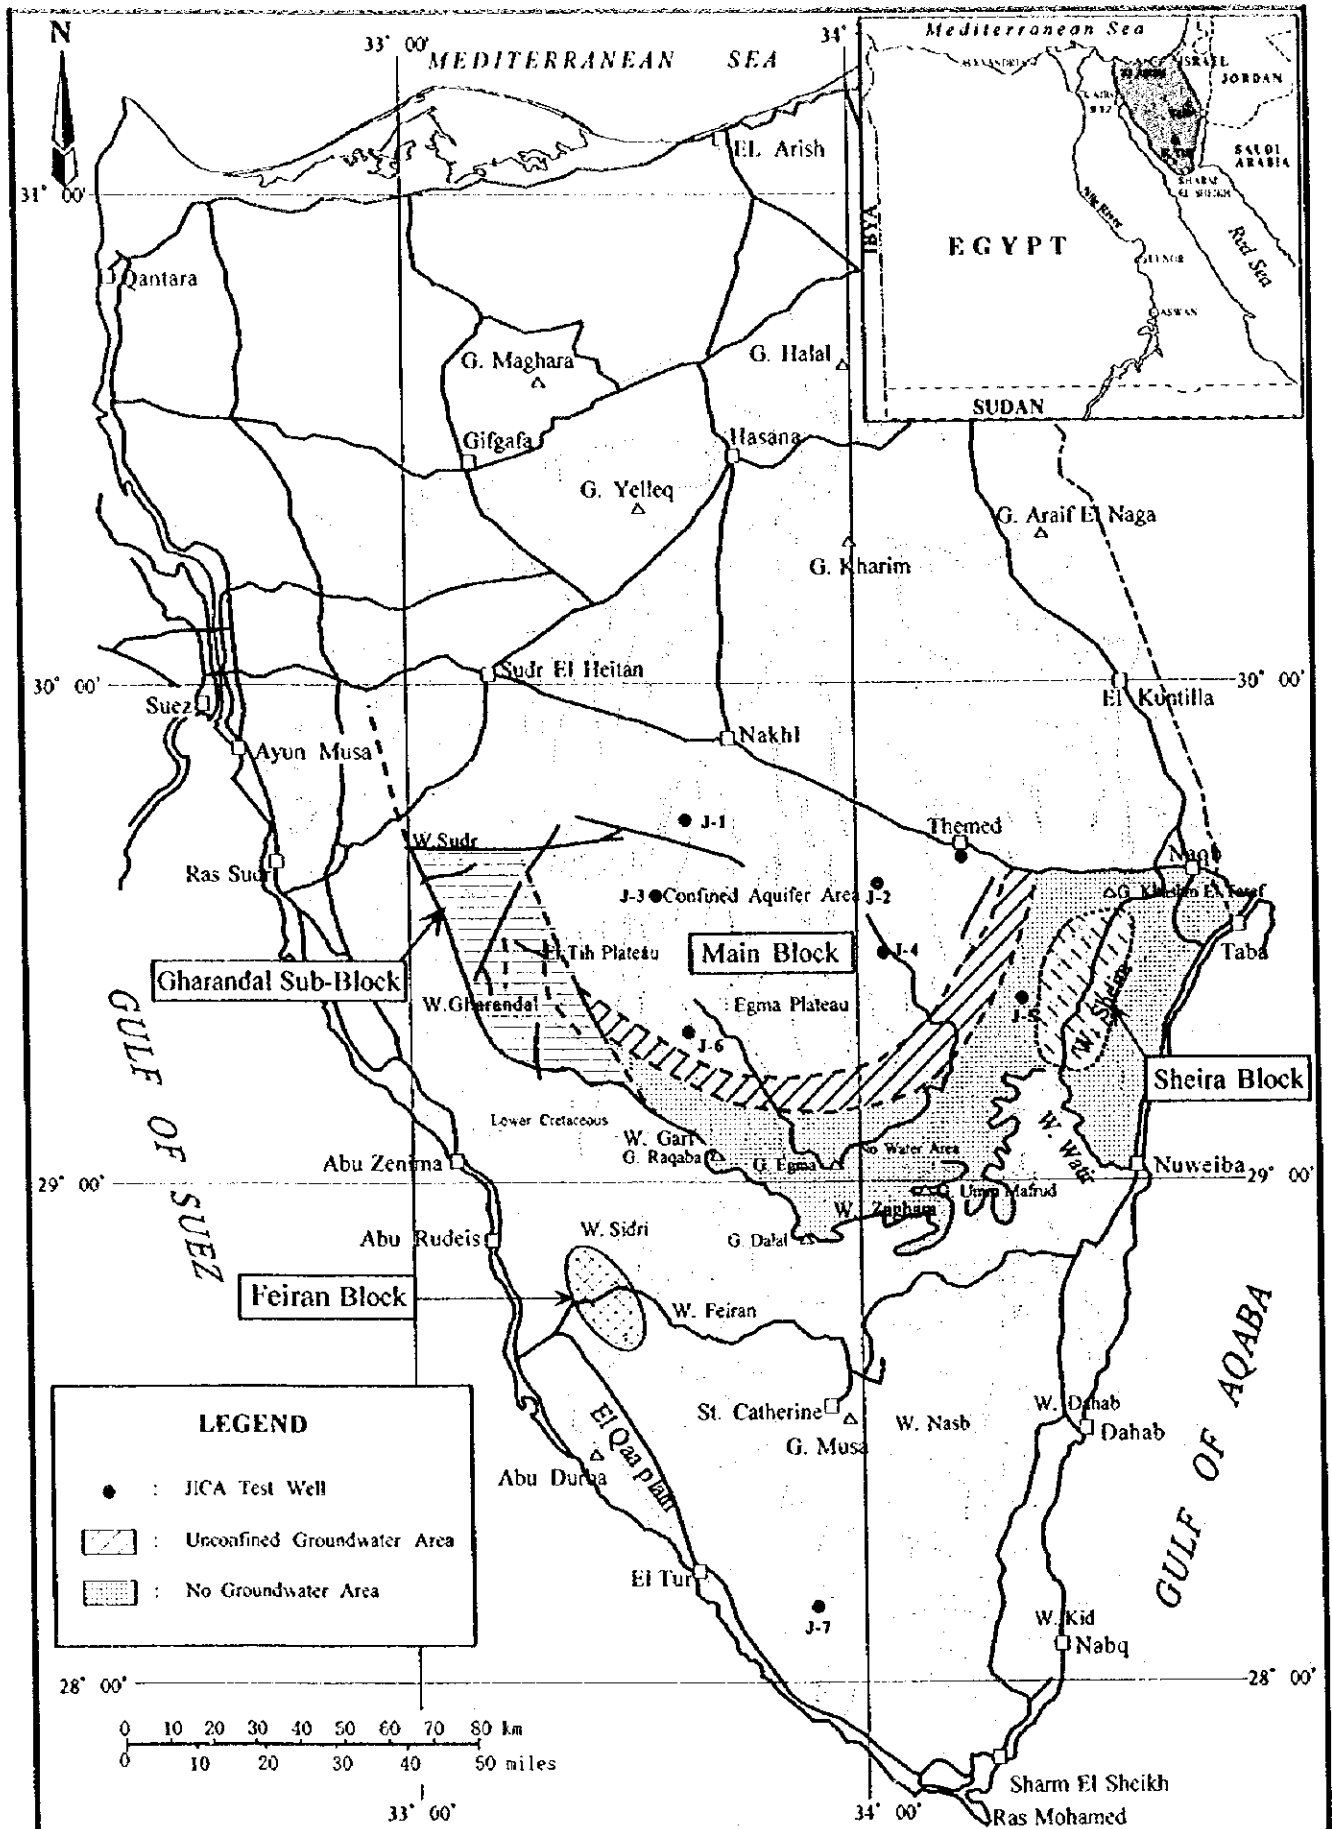 N
33° 00'
34°
MEDITERRANEAN SEA
Mediterranean Sea
ISRAEL
JORDAN
SAUDI
ARABIA
SHARM
EL SHEIKH
Nile River
Red Sea
EGYPT
ASWAN
SUDAN
EL Arish
31° 00'
Qantara
G. Maghara
G. Halal
Gifgafa
Hasana
G. Yelleq
G. Araif El Naga
G. Kharim
Sudr El Heitan
30° 00'
30° 00'
Suez
El Kuntilla
Ayun Musa
Nakhl
J-1
Themed
W.Sudr
Naqb
Ras Sudr
J-3
Confined Aquifer Area
J-2
Taba
El Tih Plateau
Main Block
J-4
Gharandal Sub-Block
W.Gharandal
Egma Plateau
J-5
J-6
Sheira Block
GULF OF SUEZ
Lower Cretaceous
W. Garf
G. Raqaba
G. Egma
No Water Area
W. Watir
Abu Zenima
Nuweiba
29° 00'
29° 00'
G. Umm Mafrud
W. Zaghara
Abu Rudeis
W. Sidri
G. Dalal
Feiran Block
W. Feiran
GULF OF AQABA
LEGEND
St. Catherine
W. Nasb
W. Dahab
Dahab
G. Musa
El Qaa plain
Abu Durba
: JICA Test Well
: Unconfined Groundwater Area
: No Groundwater Area
El Tur
J-7
W. Kid
Nabq
28° 00'
28° 00'
0 10 20 30 40 50 60 70 80 km
0 10 20 30 40 50 miles
Sharm El Sheikh
Ras Mohamed
33° 00'
34° 00'